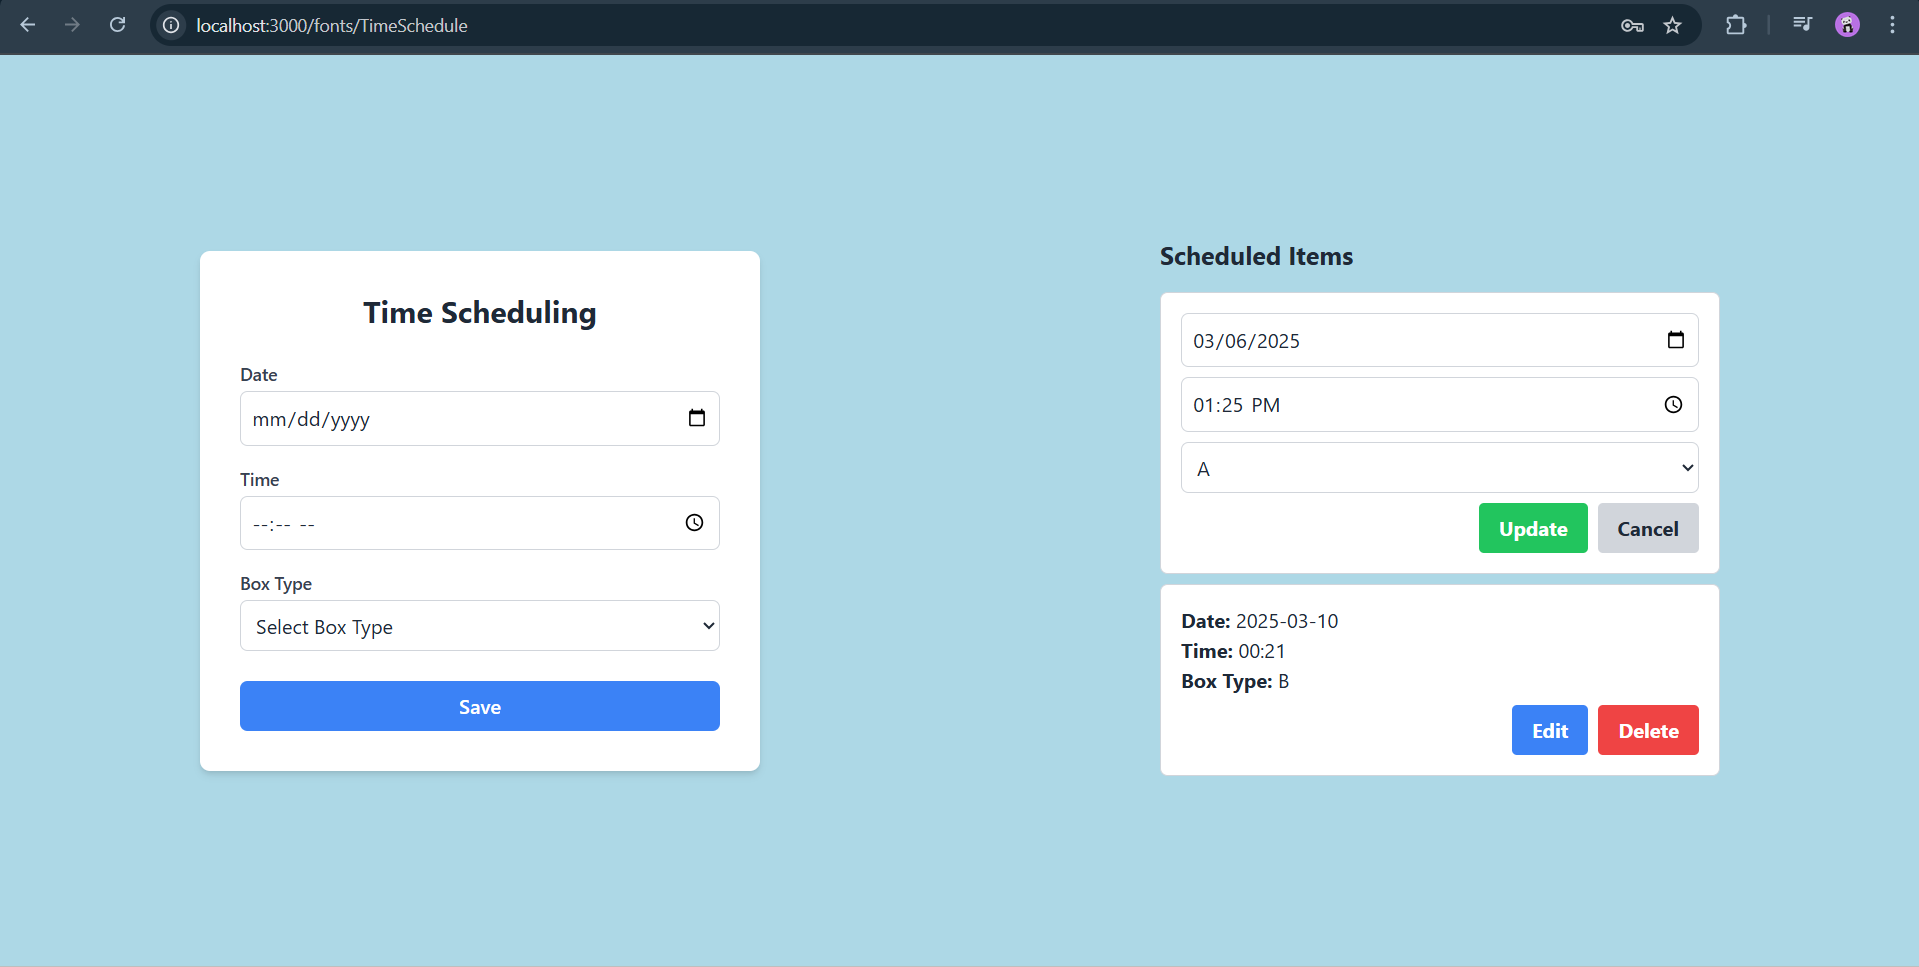 localhost:3000/fonts/TimeSchedule
Time Scheduling
Date
mm/dd/yyyy
Time
--:-- --
Box Type
Select Box Type
Save
Scheduled Items
03/06/2025
01:25 PM
A
Update Cancel
Date: 2025-03-10
Time: 00:21
Box Type: B
Edit Delete